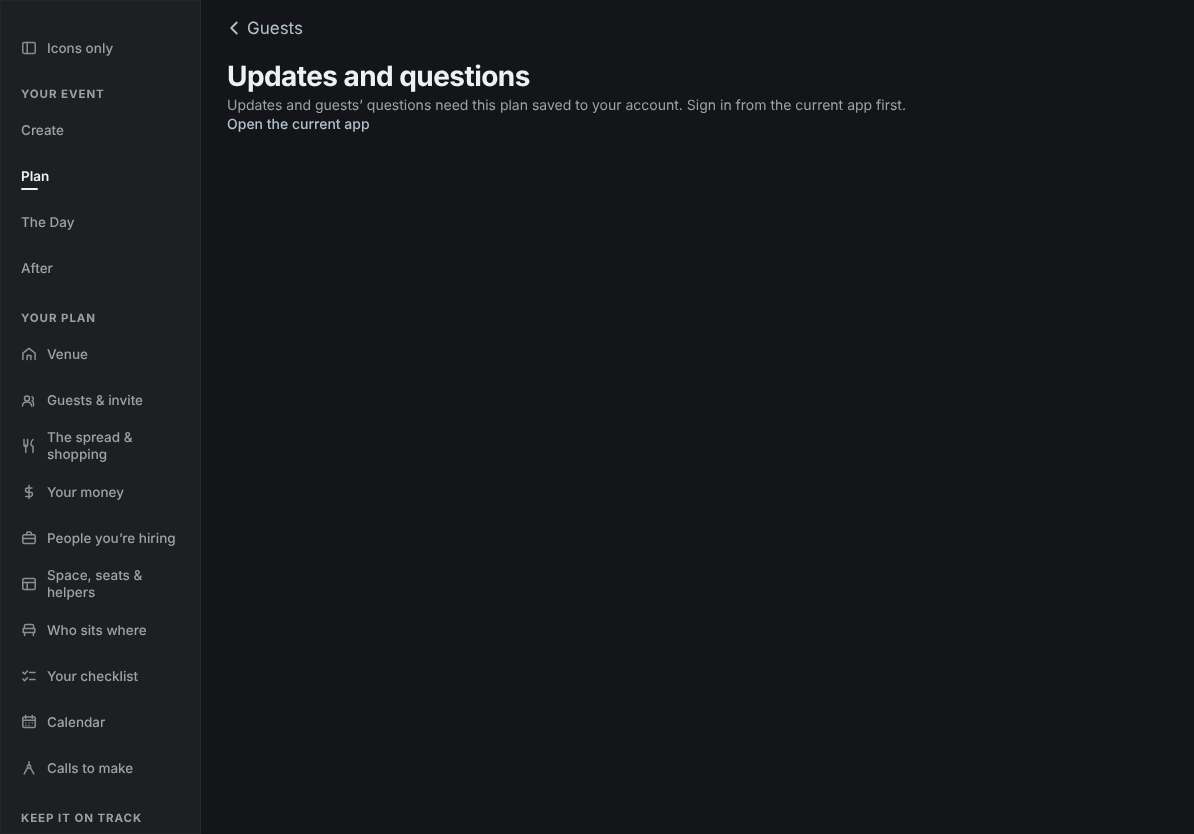 Icons only
YOUR EVENT
Create
Plan
The Day
After
YOUR PLAN
Venue
Guests & invite
The spread &
shopping
Your money
People you’re hiring
Space, seats &
helpers
Who sits where
Your checklist
Calendar
Calls to make
KEEP IT ON TRACK
Guests
Updates and questions
Updates and guests’ questions need this plan saved to your account. Sign in from the current app first.
Open the current app